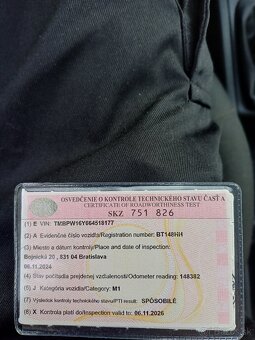 OSVEDČENIE O KONTROLE TECHNICKÉHO STAVU ČASŤ A
CERTIFICATE OF ROADWORTHINESS TEST
SKZ 751 826
(1) E VIN: TMBPW16Y664518177
(2) A Evidenčné číslo vozidla/Registration number: BT148HH
(3) Miesto a dátum kontroly/Place and date of inspection:
Bojnická 20 , 831 04 Bratislava
06.11.2024
(4) Stav počítadla prejdenej vzdialenosti/Odometer reading: 148382
(5) J Kategória vozidla/Category: M1
(7) Výsledok kontroly technického stavu/PTI result: SPÔSOBILÉ
(8) X Kontrola platí do/Inspection valid to: 06.11.2026